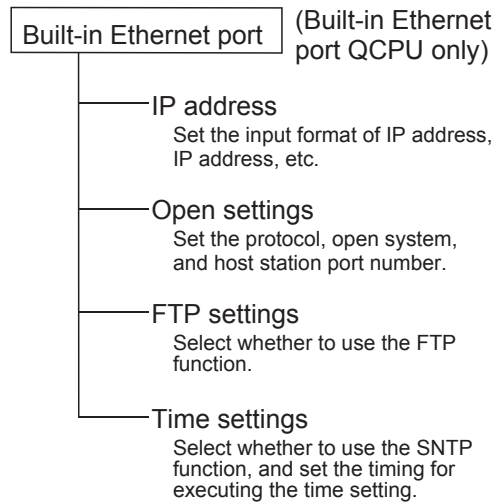 Built-in Ethernet port
(Built-in Ethernet
port QCPU only)
IP address
Set the input format of IP address,
IP address, etc.
Open settings
Set the protocol, open system,
and host station port number.
FTP settings
Select whether to use the FTP
function.
Time settings
Select whether to use the SNTP
function, and set the timing for
executing the time setting.